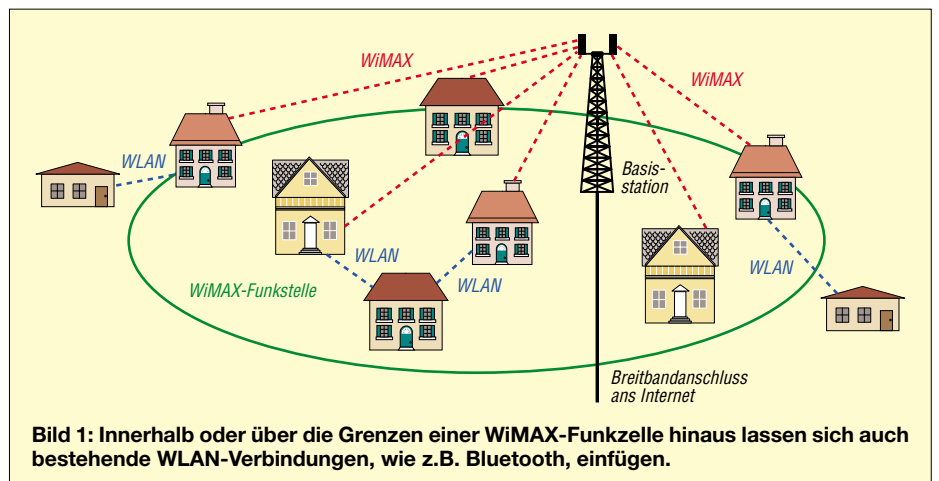 WiMAX
WiMAX
WLAN
Basis-
station
WLAN
WLAN
WLAN
WiMAX-Funkstelle
Breitbandanschluss
ans Internet
Bild 1: Innerhalb oder über die Grenzen einer WiMAX-Funkzelle hinaus lassen sich auch
bestehende WLAN-Verbindungen, wie z.B. Bluetooth, einfügen.